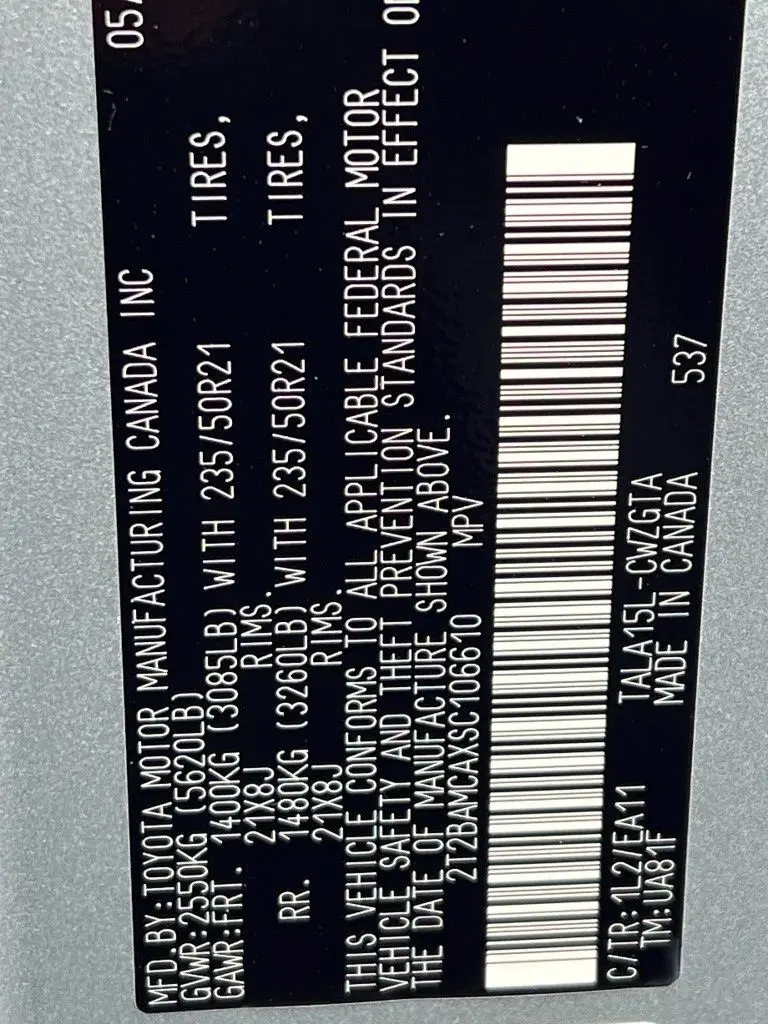 MFD.BY:TOYOTA MOTOR MANUFACTURING CANADA INC 05/
GVWR:2550KG (5620LB)
GAWR:FRT. 1400KG (3085LB) WITH 235/50R21 TIRES,
21X8J RIMS.
RR. 1480KG (3260LB) WITH 235/50R21 TIRES,
21X8J RIMS.
THIS VEHICLE CONFORMS TO ALL APPLICABLE FEDERAL MOTOR
VEHICLE SAFETY AND THEFT PREVENTION STANDARDS IN EFFECT
THE DATE OF MANUFACTURE SHOWN ABOVE.
2T2BAMCAXSC106610 MPV
C/TR:1L2/EA11 TALA15L-CWZGTA
TM:UA81F MADE IN CANADA 537